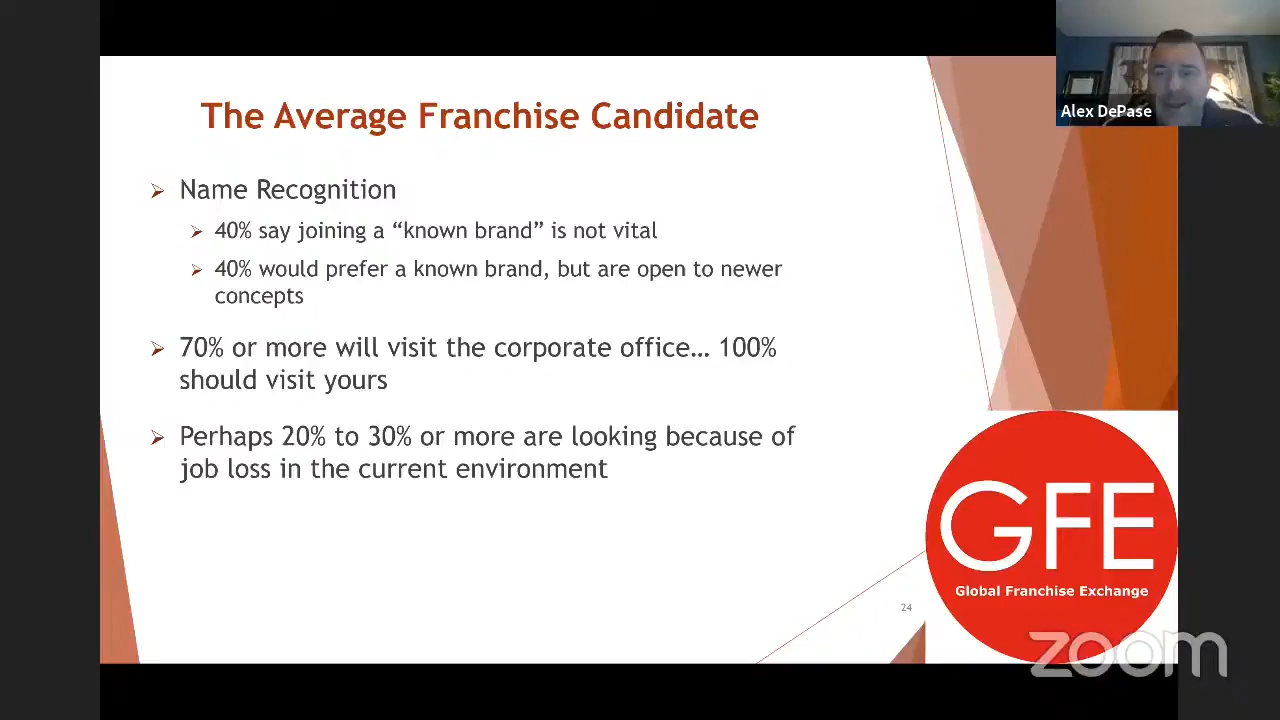 The Average Franchise Candidate
Alex DePase
Name Recognition
40% say joining a “known brand” is not vital
40% would prefer a known brand, but are open to newer
concepts
70% or more will visit the corporate office… 100%
should visit yours
Perhaps 20% to 30% or more are looking because of
job loss in the current environment
GFE
Global Franchise Exchange
24
zoom